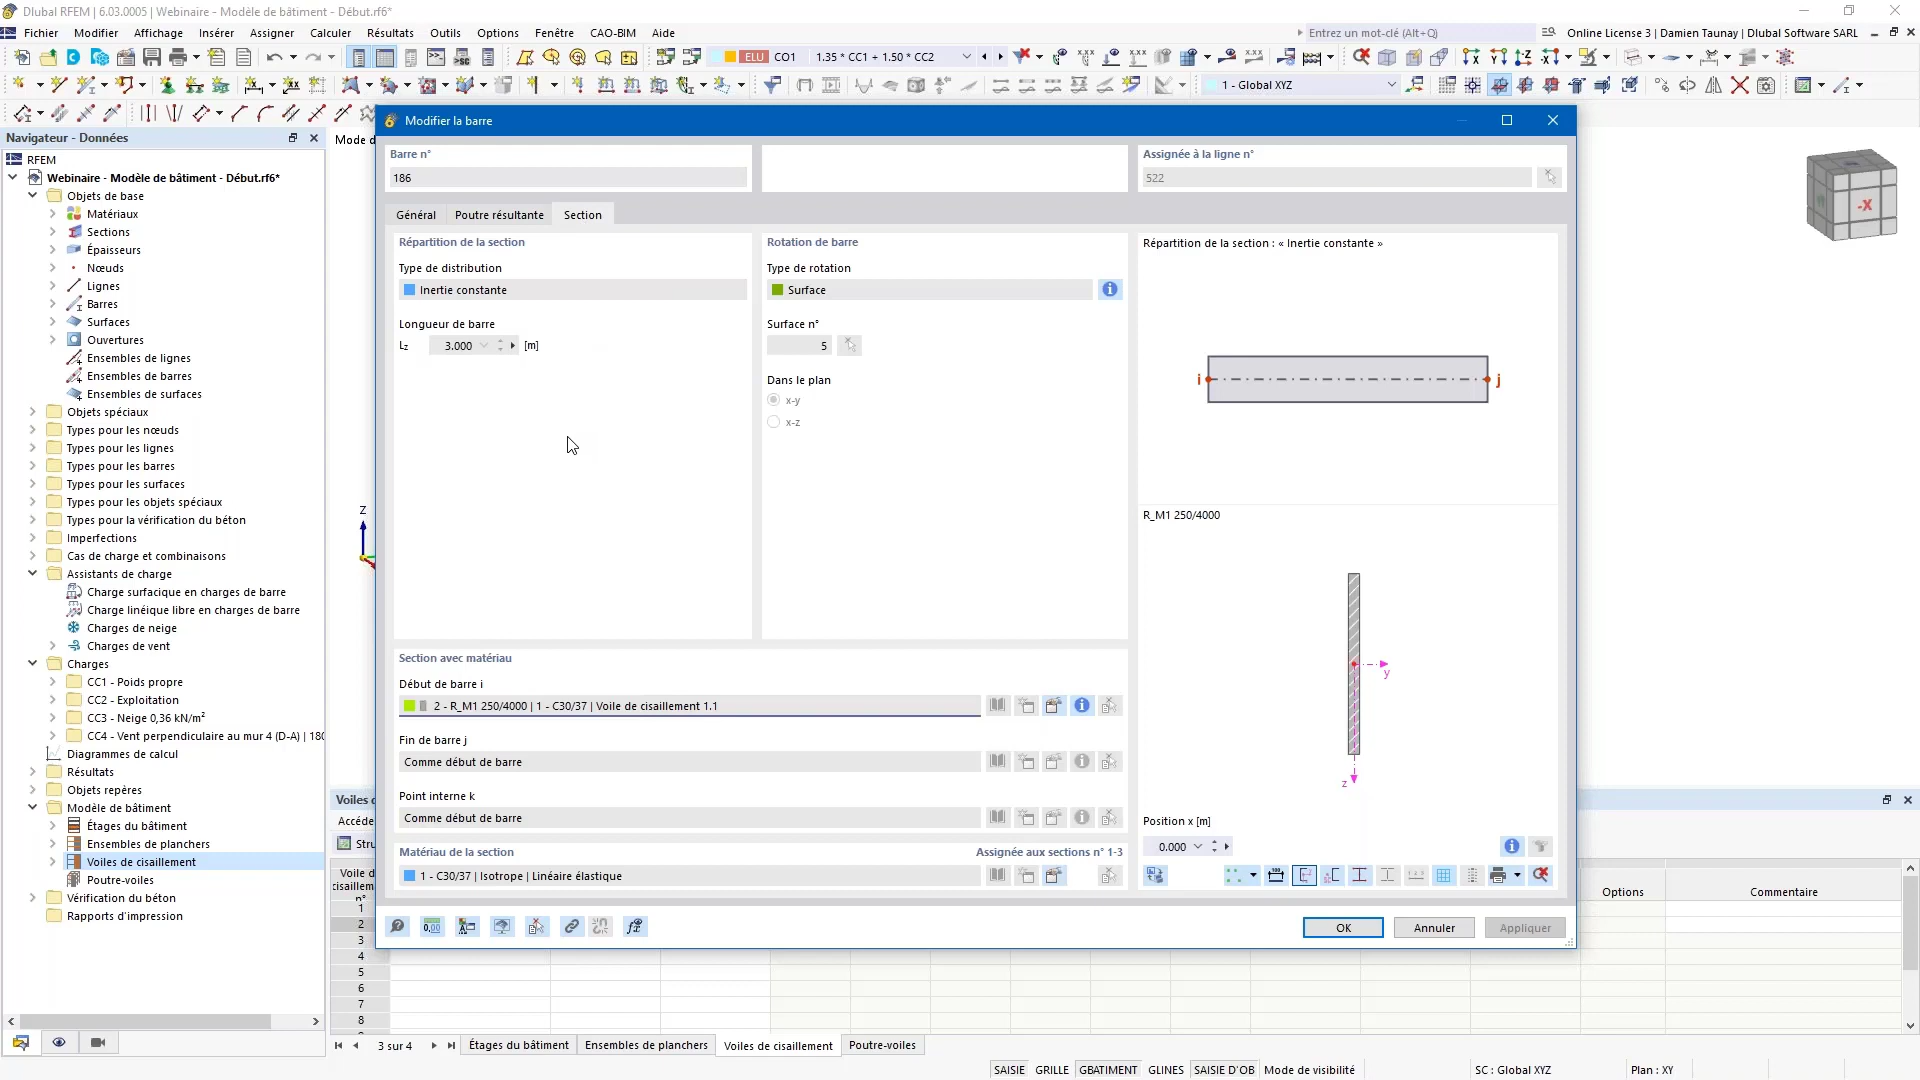 Dlubal RFEM | 6.03.0005 | Webinaire - Modèle de bâtiment - Début.rf6*
Fichier Modifier Affichage Insérer Assigner Calculer Résultats Outils Options Fenêtre CAO-BIM Aide
Entrez un mot-clé (Alt+Q)
Online License 3 | Damien Taunay | Dlubal Software SARL
ELU CO1 1.35 * CC1 + 1.50 * CC2
1 - Global XYZ
Navigateur - Données
RFEM
Webinaire - Modèle de bâtiment - Début.rf6*
Objets de base
Matériaux
Sections
Épaisseurs
Nœuds
Lignes
Barres
Surfaces
Ouvertures
Ensembles de lignes
Ensembles de barres
Ensembles de surfaces
Objets spéciaux
Types pour les nœuds
Types pour les lignes
Types pour les barres
Types pour les surfaces
Types pour les objets spéciaux
Types pour la vérification du béton
Imperfections
Cas de charge et combinaisons
Assistants de charge
Charge surfacique en charges de barre
Charge linéique libre en charges de barre
Charges de neige
Charges de vent
Charges
CC1 - Poids propre
CC2 - Exploitation
CC3 - Neige 0,36 kN/m²
CC4 - Vent perpendiculaire au mur 4 (D-A) | 180
Diagrammes de calcul
Résultats
Objets repères
Modèle de bâtiment
Étages du bâtiment
Ensembles de planchers
Voiles de cisaillement
Poutre-voiles
Vérification du béton
Rapports d'impression
Mode d
Z
-X
Modifier la barre
Barre n°
186
Assignée à la ligne n°
522
Général Poutre résultante Section
Répartition de la section
Type de distribution
Inertie constante
Longueur de barre
Lz 3.000 [m]
Rotation de barre
Type de rotation
Surface
Surface n°
5
Dans le plan
x-y
x-z
Répartition de la section : « Inertie constante »
i j
R_M1 250/4000
y
z
Section avec matériau
Début de barre i
2 - R_M1 250/4000 | 1 - C30/37 | Voile de cisaillement 1.1
Fin de barre j
Comme début de barre
Point interne k
Comme début de barre
Matériau de la section Assignée aux sections n° 1-3
1 - C30/37 | Isotrope | Linéaire élastique
Position x [m]
0.000
OK Annuler Appliquer
Voiles d
Accéde
Stru
Voile d
cisaillem
n°
Options Commentaire
1
2
3
4
5
6
7
8
3 sur 4
Étages du bâtiment Ensembles de planchers Voiles de cisaillement Poutre-voiles
SAISIE GRILLE GBATIMENT GLINES SAISIE D'OB Mode de visibilité SC : Global XYZ Plan : XY